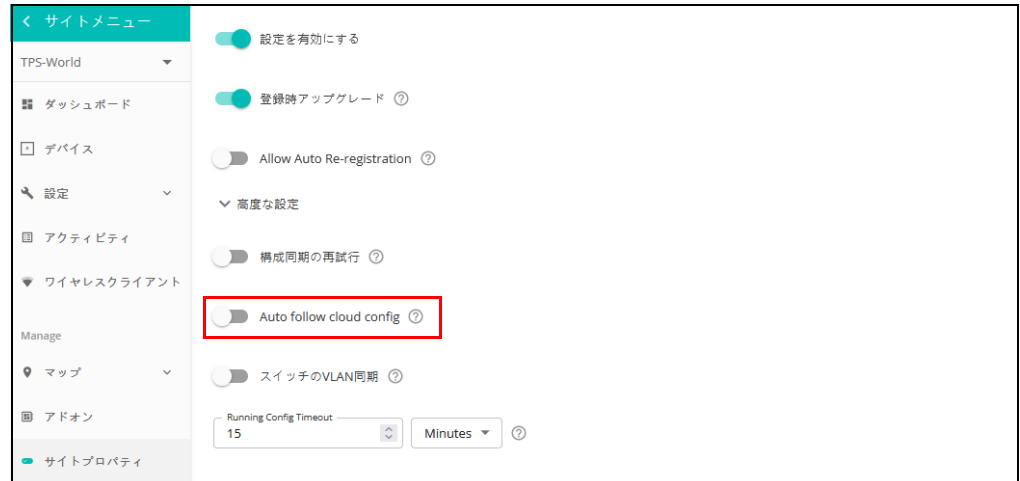 サイトメニュー
TPS-World
ダッシュボード
デバイス
設定
アクティビティ
ワイヤレスクライアント
Manage
マップ
アドオン
サイトプロパティ
設定を有効にする
登録時アップグレード
Allow Auto Re-registration
高度な設定
構成同期の再試行
Auto follow cloud config
スイッチのVLAN同期
Running Config Timeout
15
Minutes